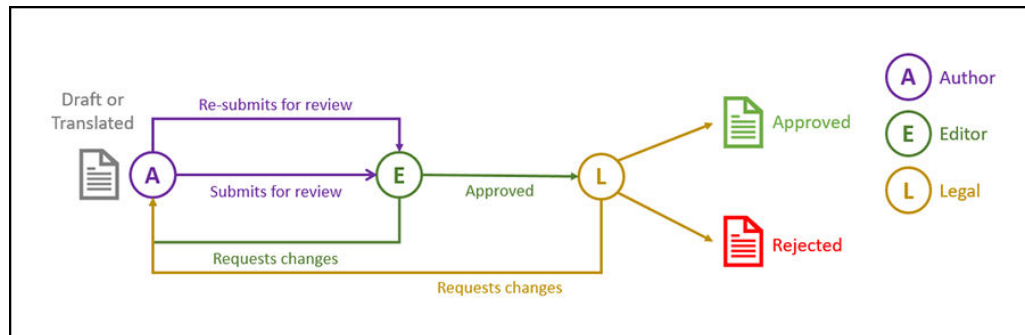 Draft or
Translated
Re-submits for review
A
Submits for review
E
Approved
L
Requests changes
Requests changes
Approved
Rejected
A Author
E Editor
L Legal